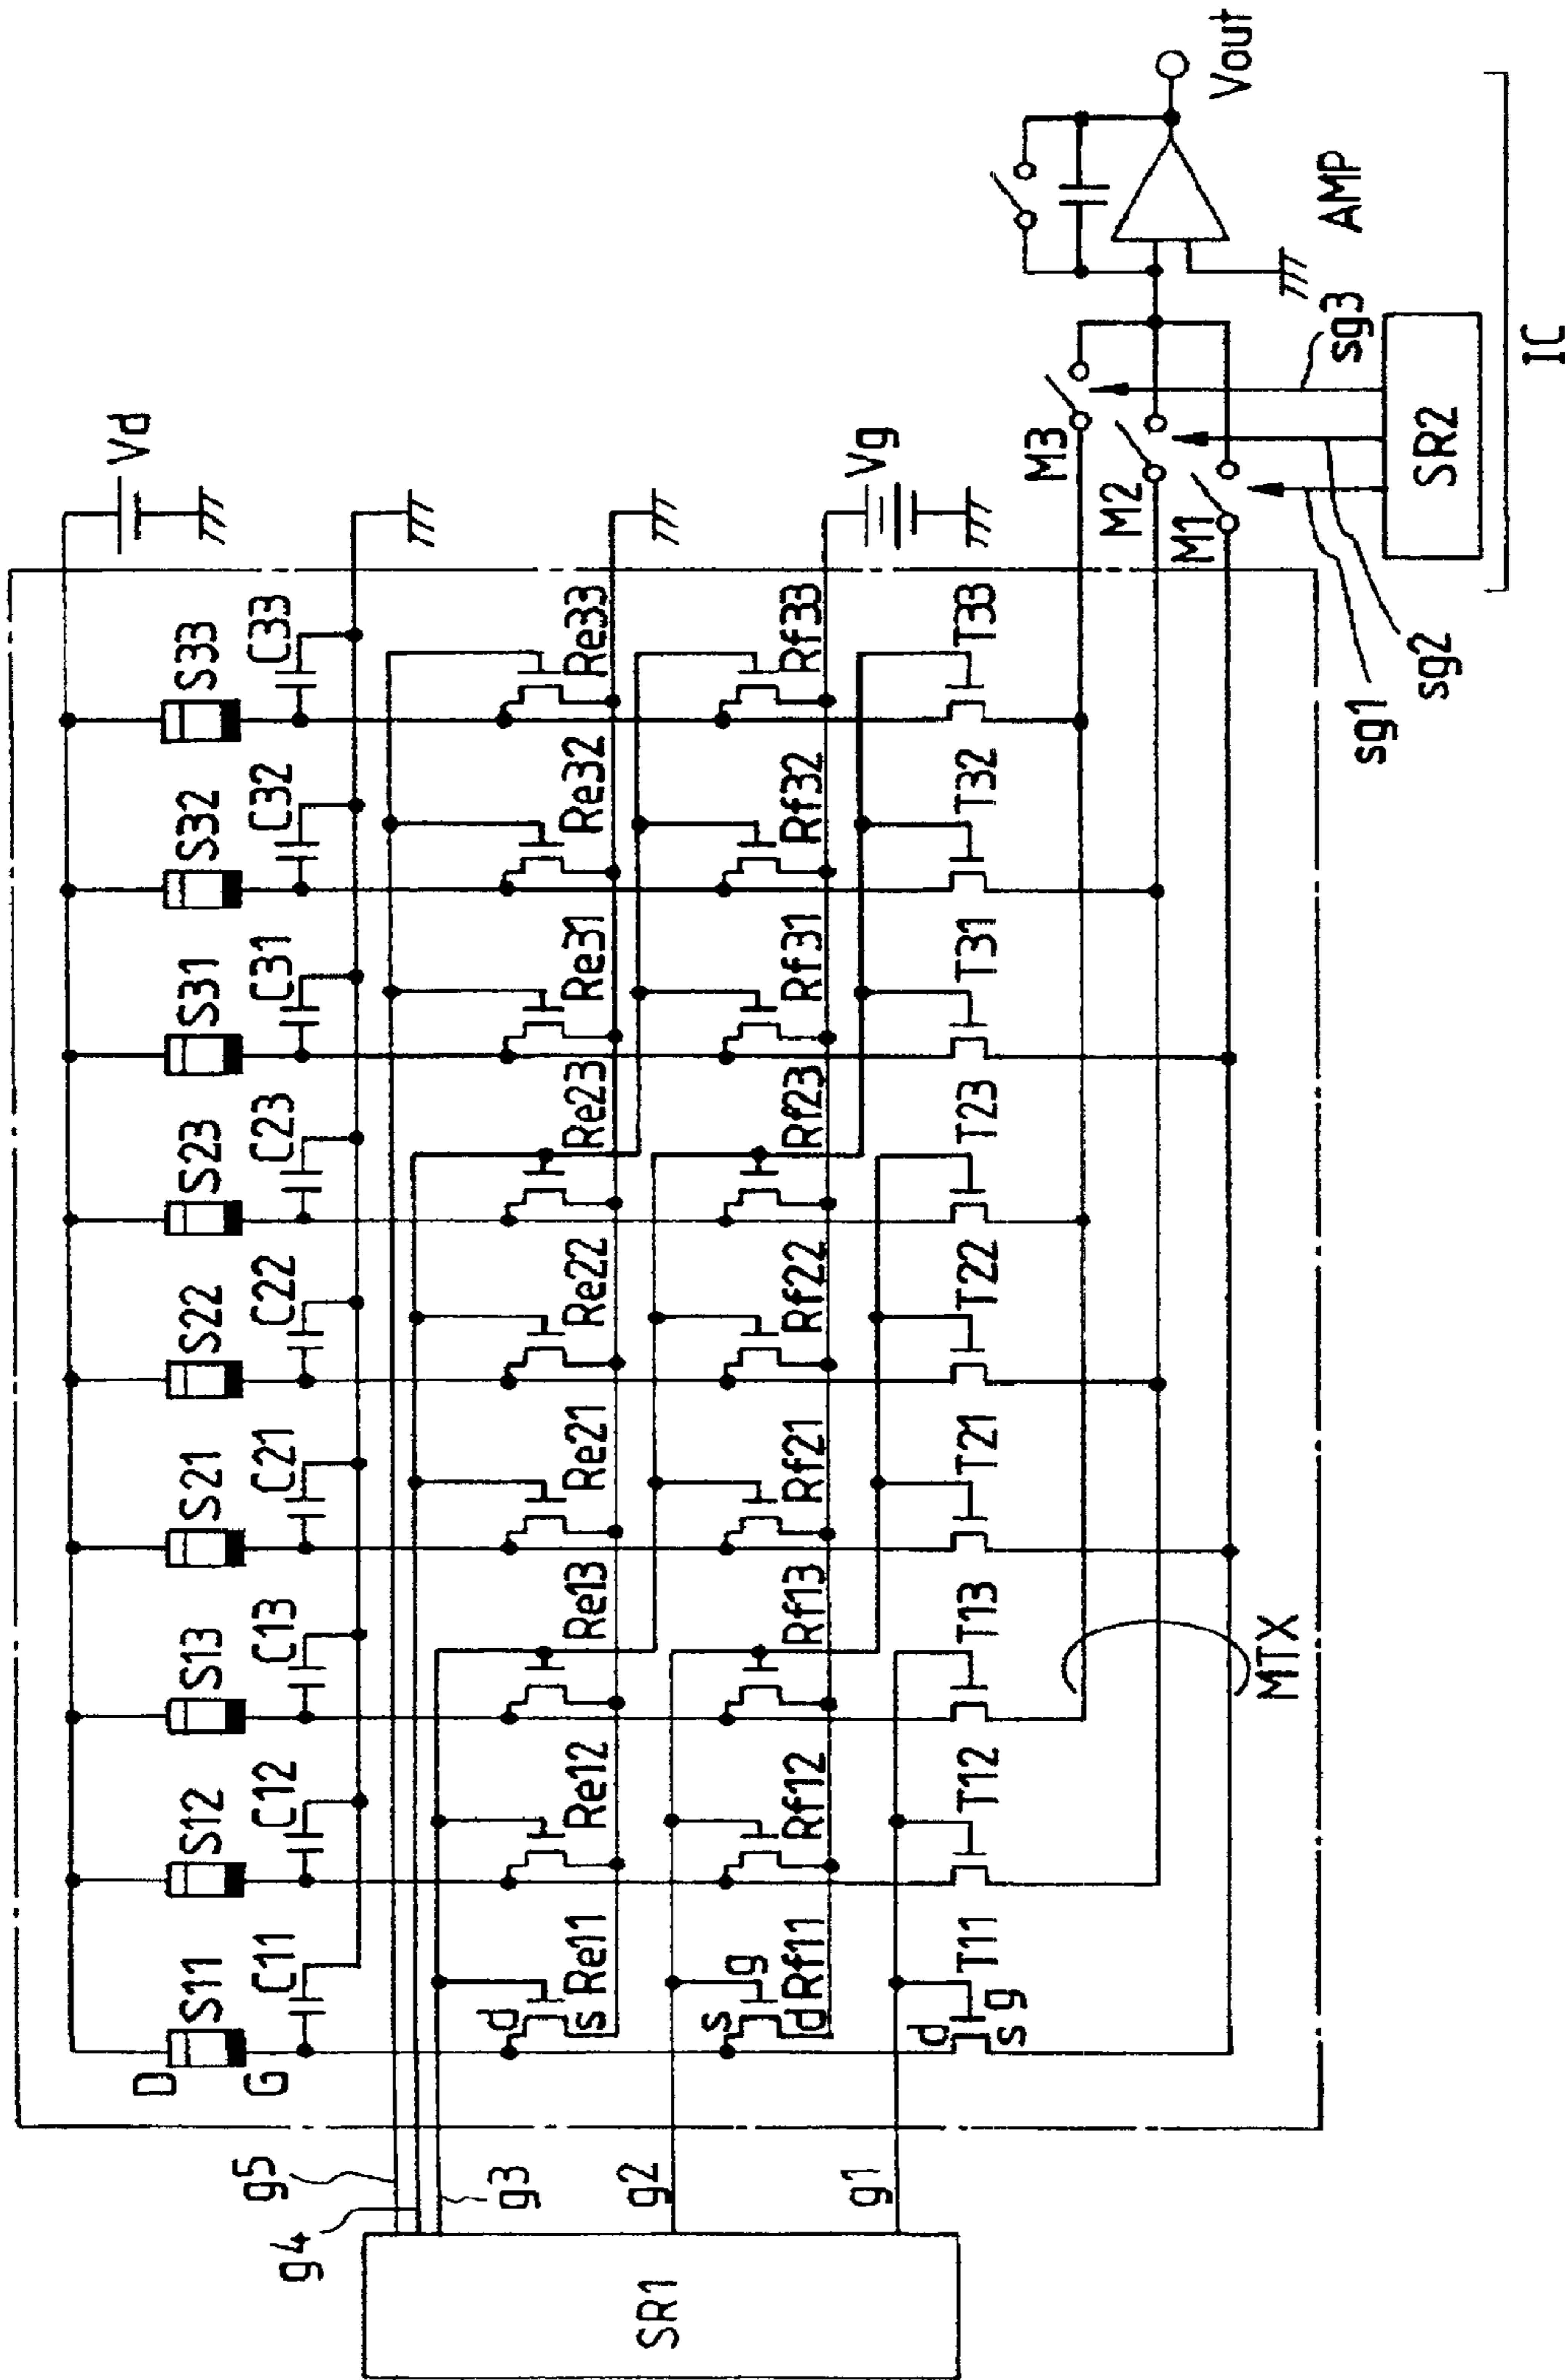 Vd
S11 S12 S13 S21 S22 S23 S31 S32 S33
D
G
C11 C12 C13 C21 C22 C23 C31 C32 C33
g5
g4
g3
SR1
d
s
Re11 Re12 Re13 Re21 Re22 Re23 Re31 Re32 Re33
g2
s
g
d
Rf11 Rf12 Rf13 Rf21 Rf22 Rf23 Rf31 Rf32 Rf33
Vg
g1
d
g
s
T11 T12 T13 T21 T22 T23 T31 T32 T33
MTX
M3
M2
M1
Vout
AMP
sg3
sg1
sg2
SR2
IC